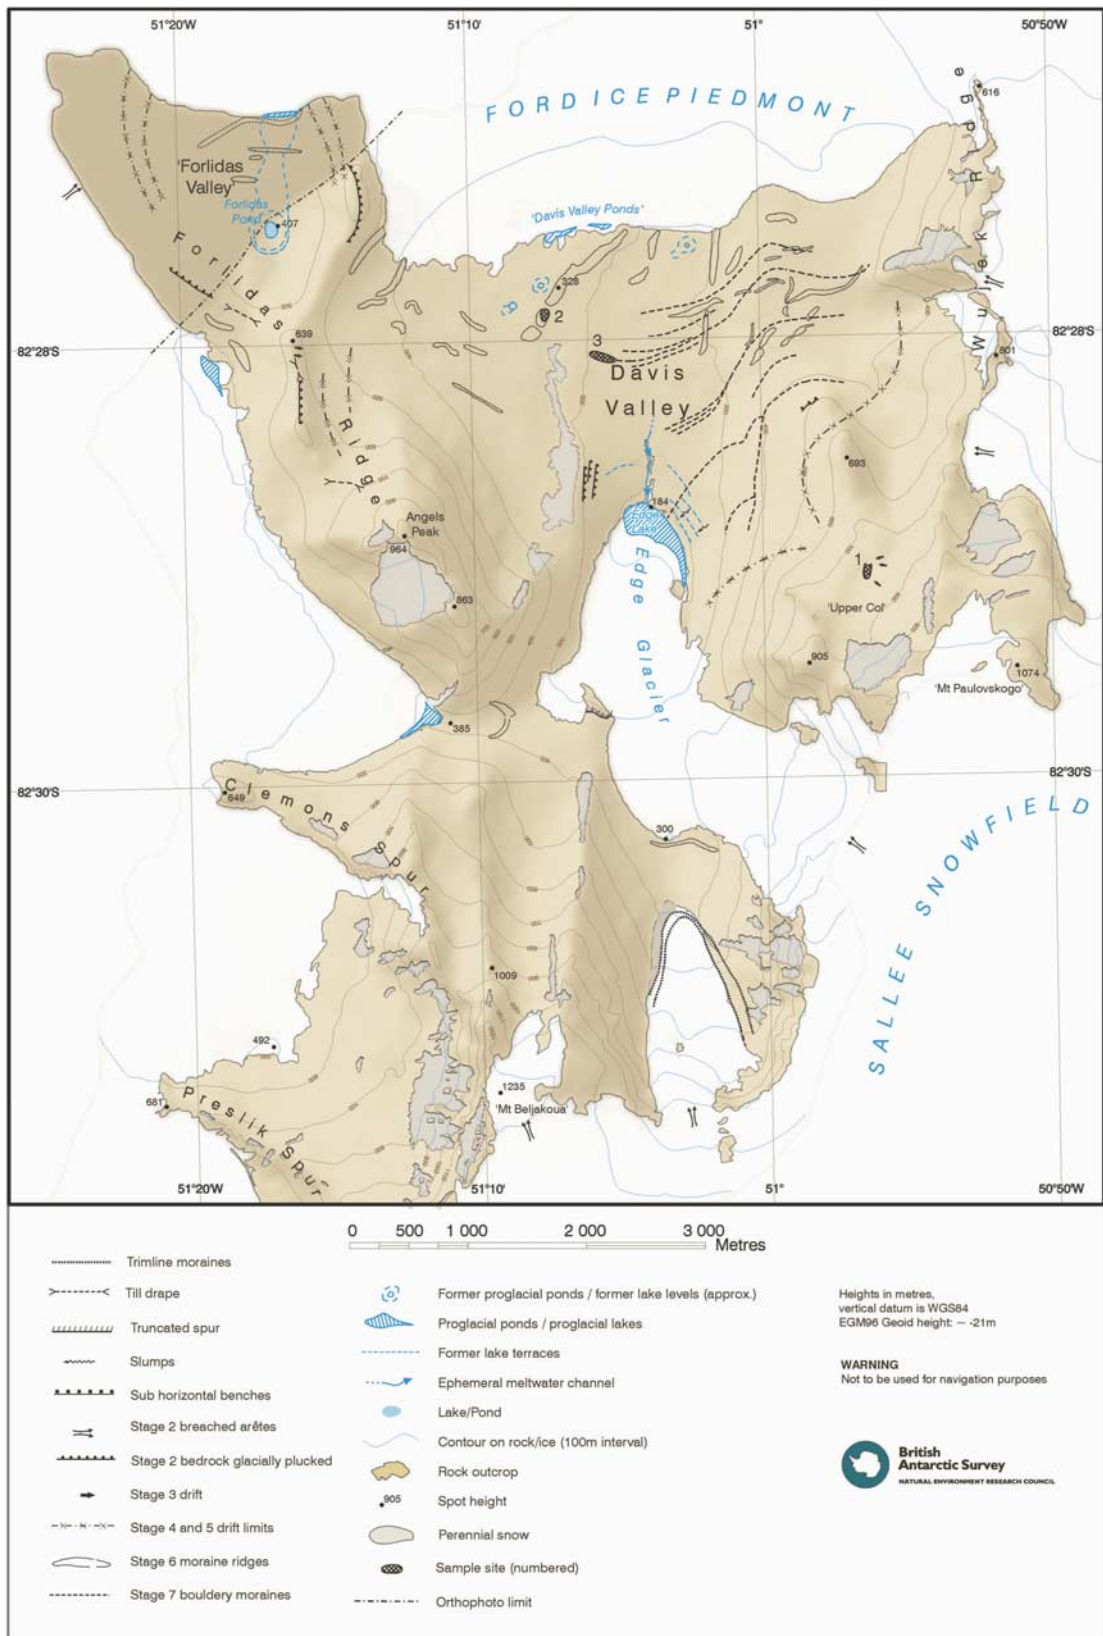 51°20'W
51°10'
51°
50°50'W
FORD ICE PIEDMONT
616
'Forlidas
Valley'
Forlidas
Pond
407
'Davis Valley Ponds'
Wujek Ridge
Forlidas Ridge
328
2
639
82°28'S
82°28'S
3
801
Davis
Valley
693
184
Edge
Lake
Angels
Peak
964
1
863
'Upper Col'
Edge Glacier
905
1074
'Mt Paulovskogo'
385
82°30'S
82°30'S
Clemons Spur
649
300
SALLEE SNOWFIELD
1009
492
1235
'Mt Beljakoua'
681
Preslik Spur
51°20'W
51°10'
51°
50°50'W
0 500 1 000 2 000 3 000
Metres
Trimline moraines
Till drape
Truncated spur
Slumps
Sub horizontal benches
Stage 2 breached arêtes
Stage 2 bedrock glacially plucked
Stage 3 drift
Stage 4 and 5 drift limits
Stage 6 moraine ridges
Stage 7 bouldery moraines
Former proglacial ponds / former lake levels (approx.)
Proglacial ponds / proglacial lakes
Former lake terraces
Ephemeral meltwater channel
Lake/Pond
Contour on rock/ice (100m interval)
Rock outcrop
905
Spot height
Perennial snow
Sample site (numbered)
Orthophoto limit
Heights in metres,
vertical datum is WGS84
EGM96 Geoid height: ~ -21m
WARNING
Not to be used for navigation purposes
British
Antarctic Survey
NATURAL ENVIRONMENT RESEARCH COUNCIL